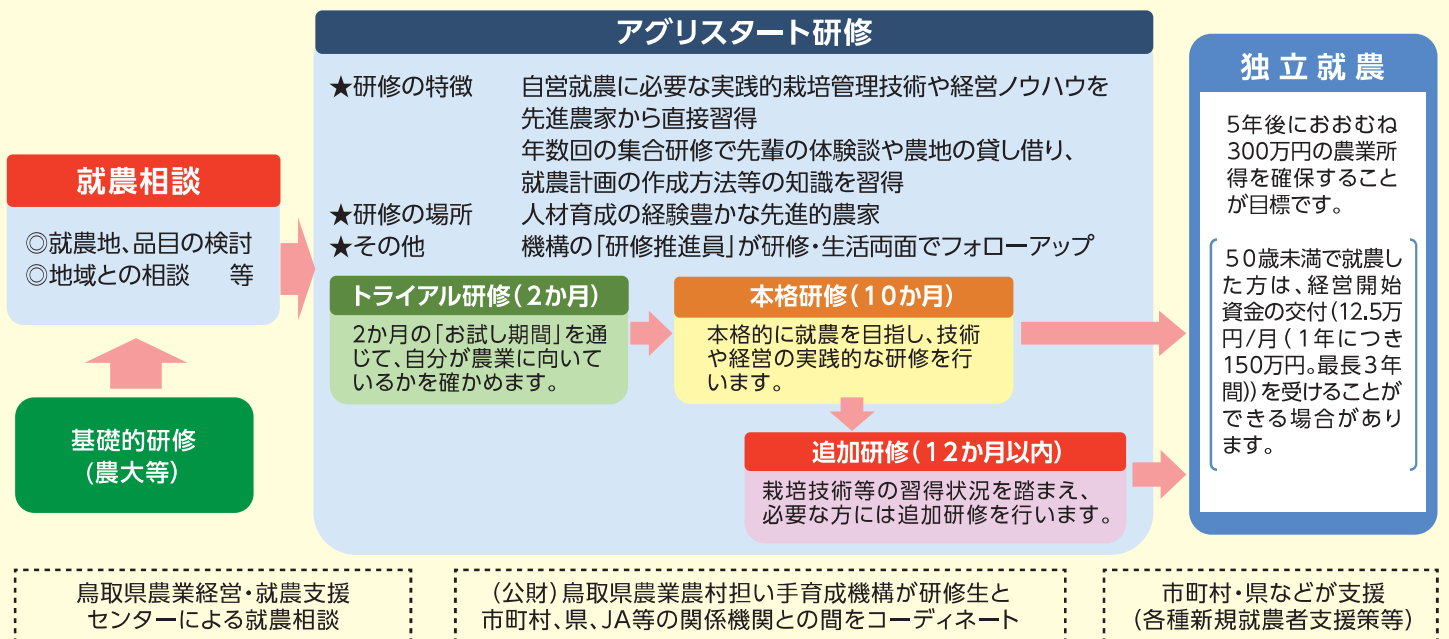 アグリスタート研修
★研修の特徴 自営就農に必要な実践的栽培管理技術や経営ノウハウを
先進農家から直接習得
年数回の集合研修で先輩の体験談や農地の貸し借り、
就農計画の作成方法等の知識を習得
★研修の場所 人材育成の経験豊かな先進的農家
★その他 機構の「研修推進員」が研修・生活両面でフォローアップ
就農相談
◎就農地、品目の検討
◎地域との相談 等
基礎的研修
(農大等)
トライアル研修(2か月)
2か月の「お試し期間」を通
じて、自分が農業に向いて
いるかを確かめます。
本格研修(10か月)
本格的に就農を目指し、技術
や経営の実践的な研修を行
います。
追加研修(12か月以内)
栽培技術等の習得状況を踏まえ、
必要な方には追加研修を行います。
独立就農
5年後におおむね
300万円の農業所
得を確保すること
が目標です。
50歳未満で就農し
た方は、経営開始
資金の交付(12.5万
円/月(1年につき
150万円。最長3年
間))を受けることが
できる場合があり
ます。
鳥取県農業経営・就農支援
センターによる就農相談
(公財)鳥取県農業農村担い手育成機構が研修生と
市町村、県、JA等の関係機関との間をコーディネート
市町村・県などが支援
(各種新規就農者支援策等)